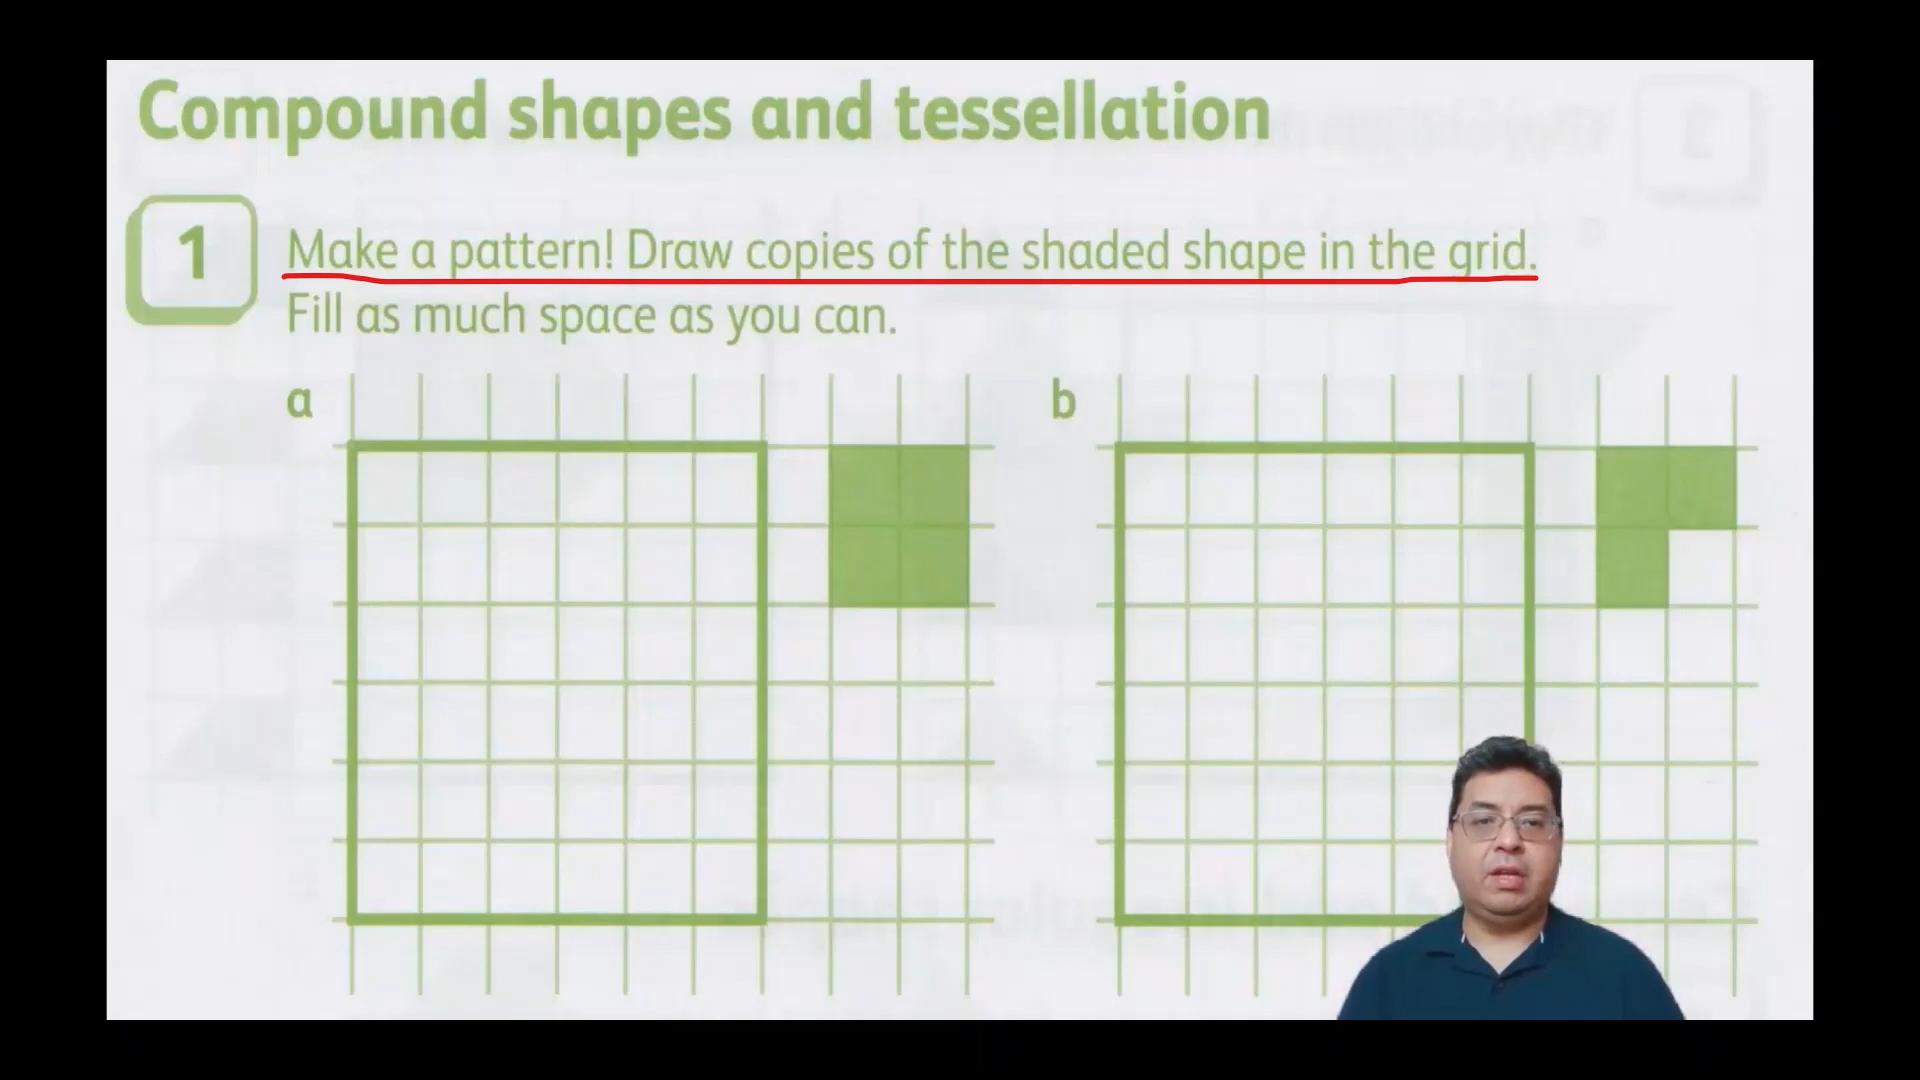 Compound shapes and tessellation
1
Make a pattern! Draw copies of the shaded shape in the grid.
Fill as much space as you can.
a
b